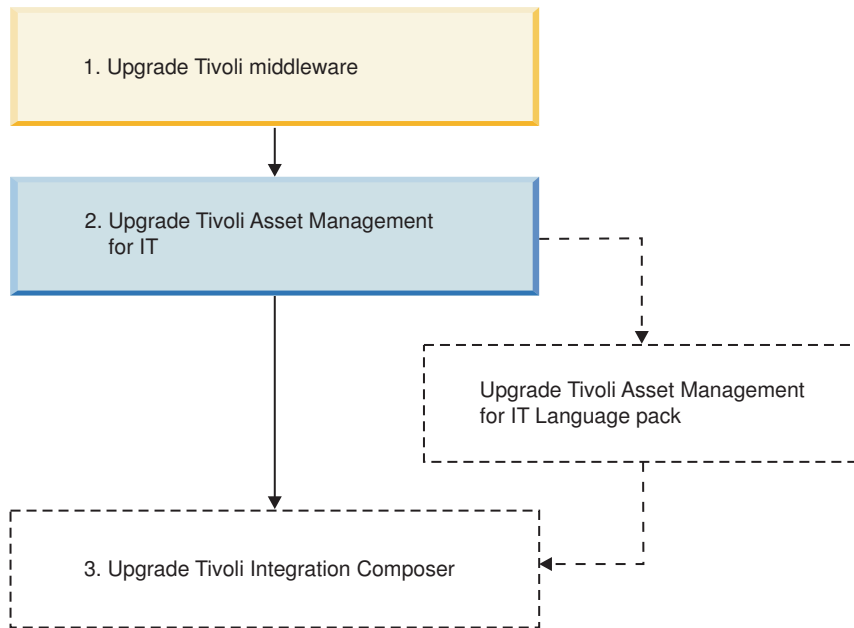 1. Upgrade Tivoli middleware
2. Upgrade Tivoli Asset Management
for IT
Upgrade Tivoli Asset Management
for IT Language pack
3. Upgrade Tivoli Integration Composer